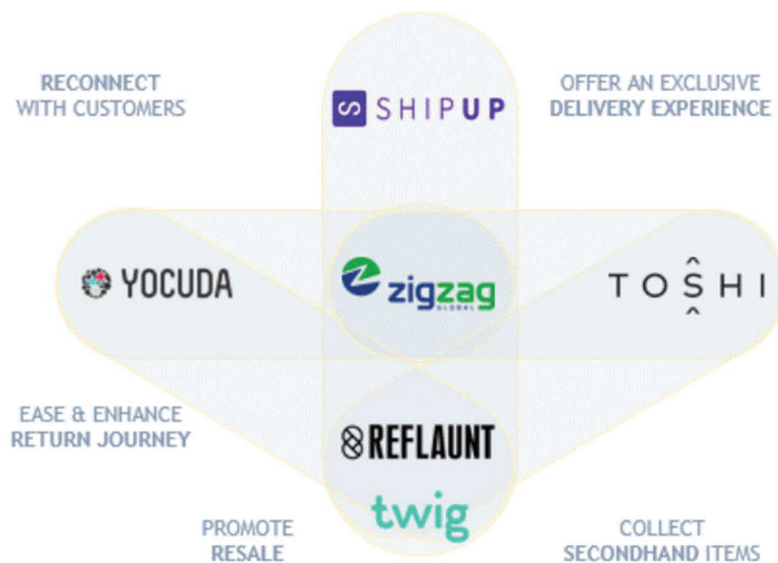 RECONNECT
WITH CUSTOMERS
OFFER AN EXCLUSIVE
DELIVERY EXPERIENCE
S SHIPUP
YOCUDA
zigzag
GLOBAL
TOSHI
EASE & ENHANCE
RETURN JOURNEY
REFLAUNT
twig
PROMOTE
RESALE
COLLECT
SECONDHAND ITEMS